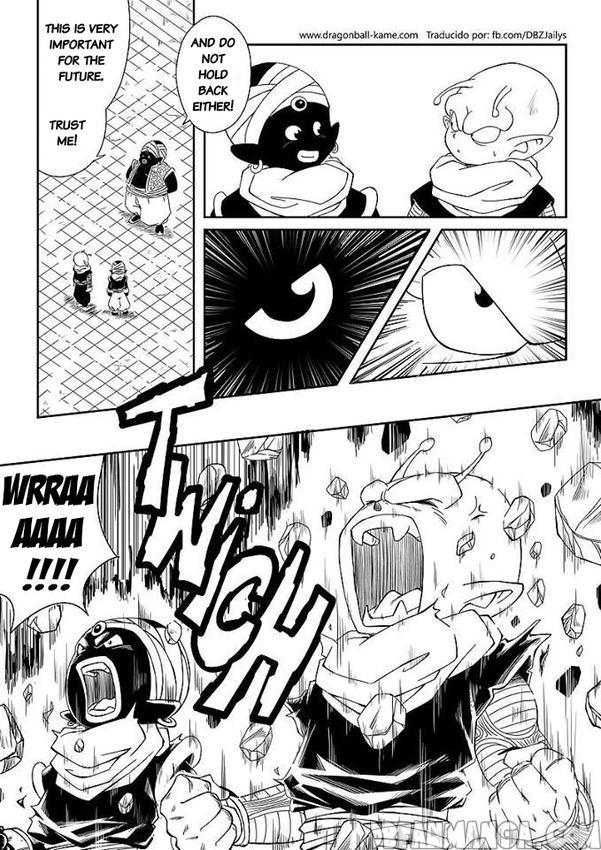 www.dragonball-kame.com Traducido por: fb.com/DBZJailys
THIS IS VERY
IMPORTANT
FOR THE
FUTURE.
TRUST
ME!
AND DO
NOT
HOLD
BACK
EITHER!
TWICH
WRRAA
AAAA
!!!!